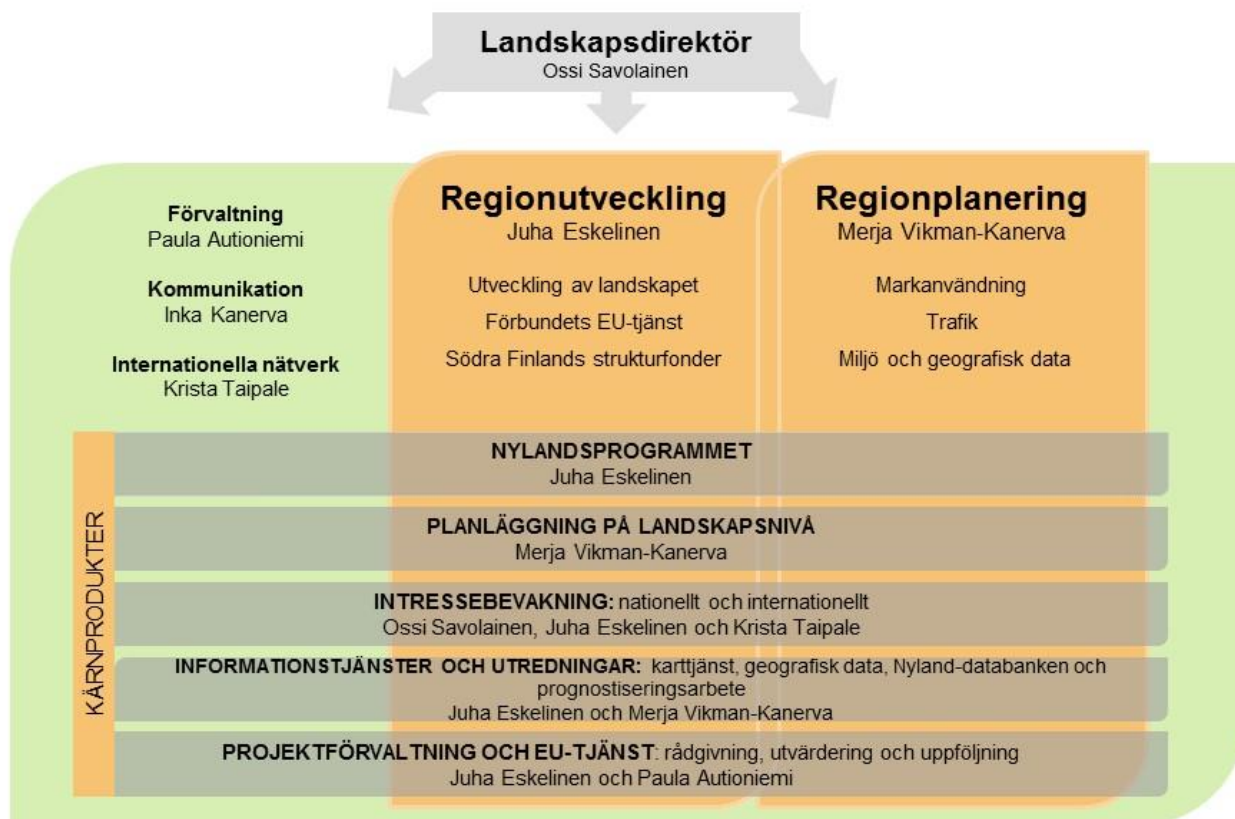 Landskapsdirektör
Ossi Savolainen
Förvaltning
Paula Autioniemi
Kommunikation
Inka Kanerva
Internationella nätverk
Krista Taipale
Regionutveckling
Juha Eskelinen
Utveckling av landskapet
Förbundets EU-tjänst
Södra Finlands strukturfonder
Regionplanering
Merja Vikman-Kanerva
Markanvändning
Trafik
Miljö och geografisk data
KÄRNPRODUKTER
NYLANDSPROGRAMMET
Juha Eskelinen
PLANLÄGGNING PÅ LANDSKAPSNIVÅ
Merja Vikman-Kanerva
INTRESSEBEVAKNING: nationellt och internationellt
Ossi Savolainen, Juha Eskelinen och Krista Taipale
INFORMATIONSTJÄNSTER OCH UTREDNINGAR: karttjänst, geografisk data, Nyland-databanken och
prognostiseringsarbete
Juha Eskelinen och Merja Vikman-Kanerva
PROJEKTFÖRVALTNING OCH EU-TJÄNST: rådgivning, utvärdering och uppföljning
Juha Eskelinen och Paula Autioniemi